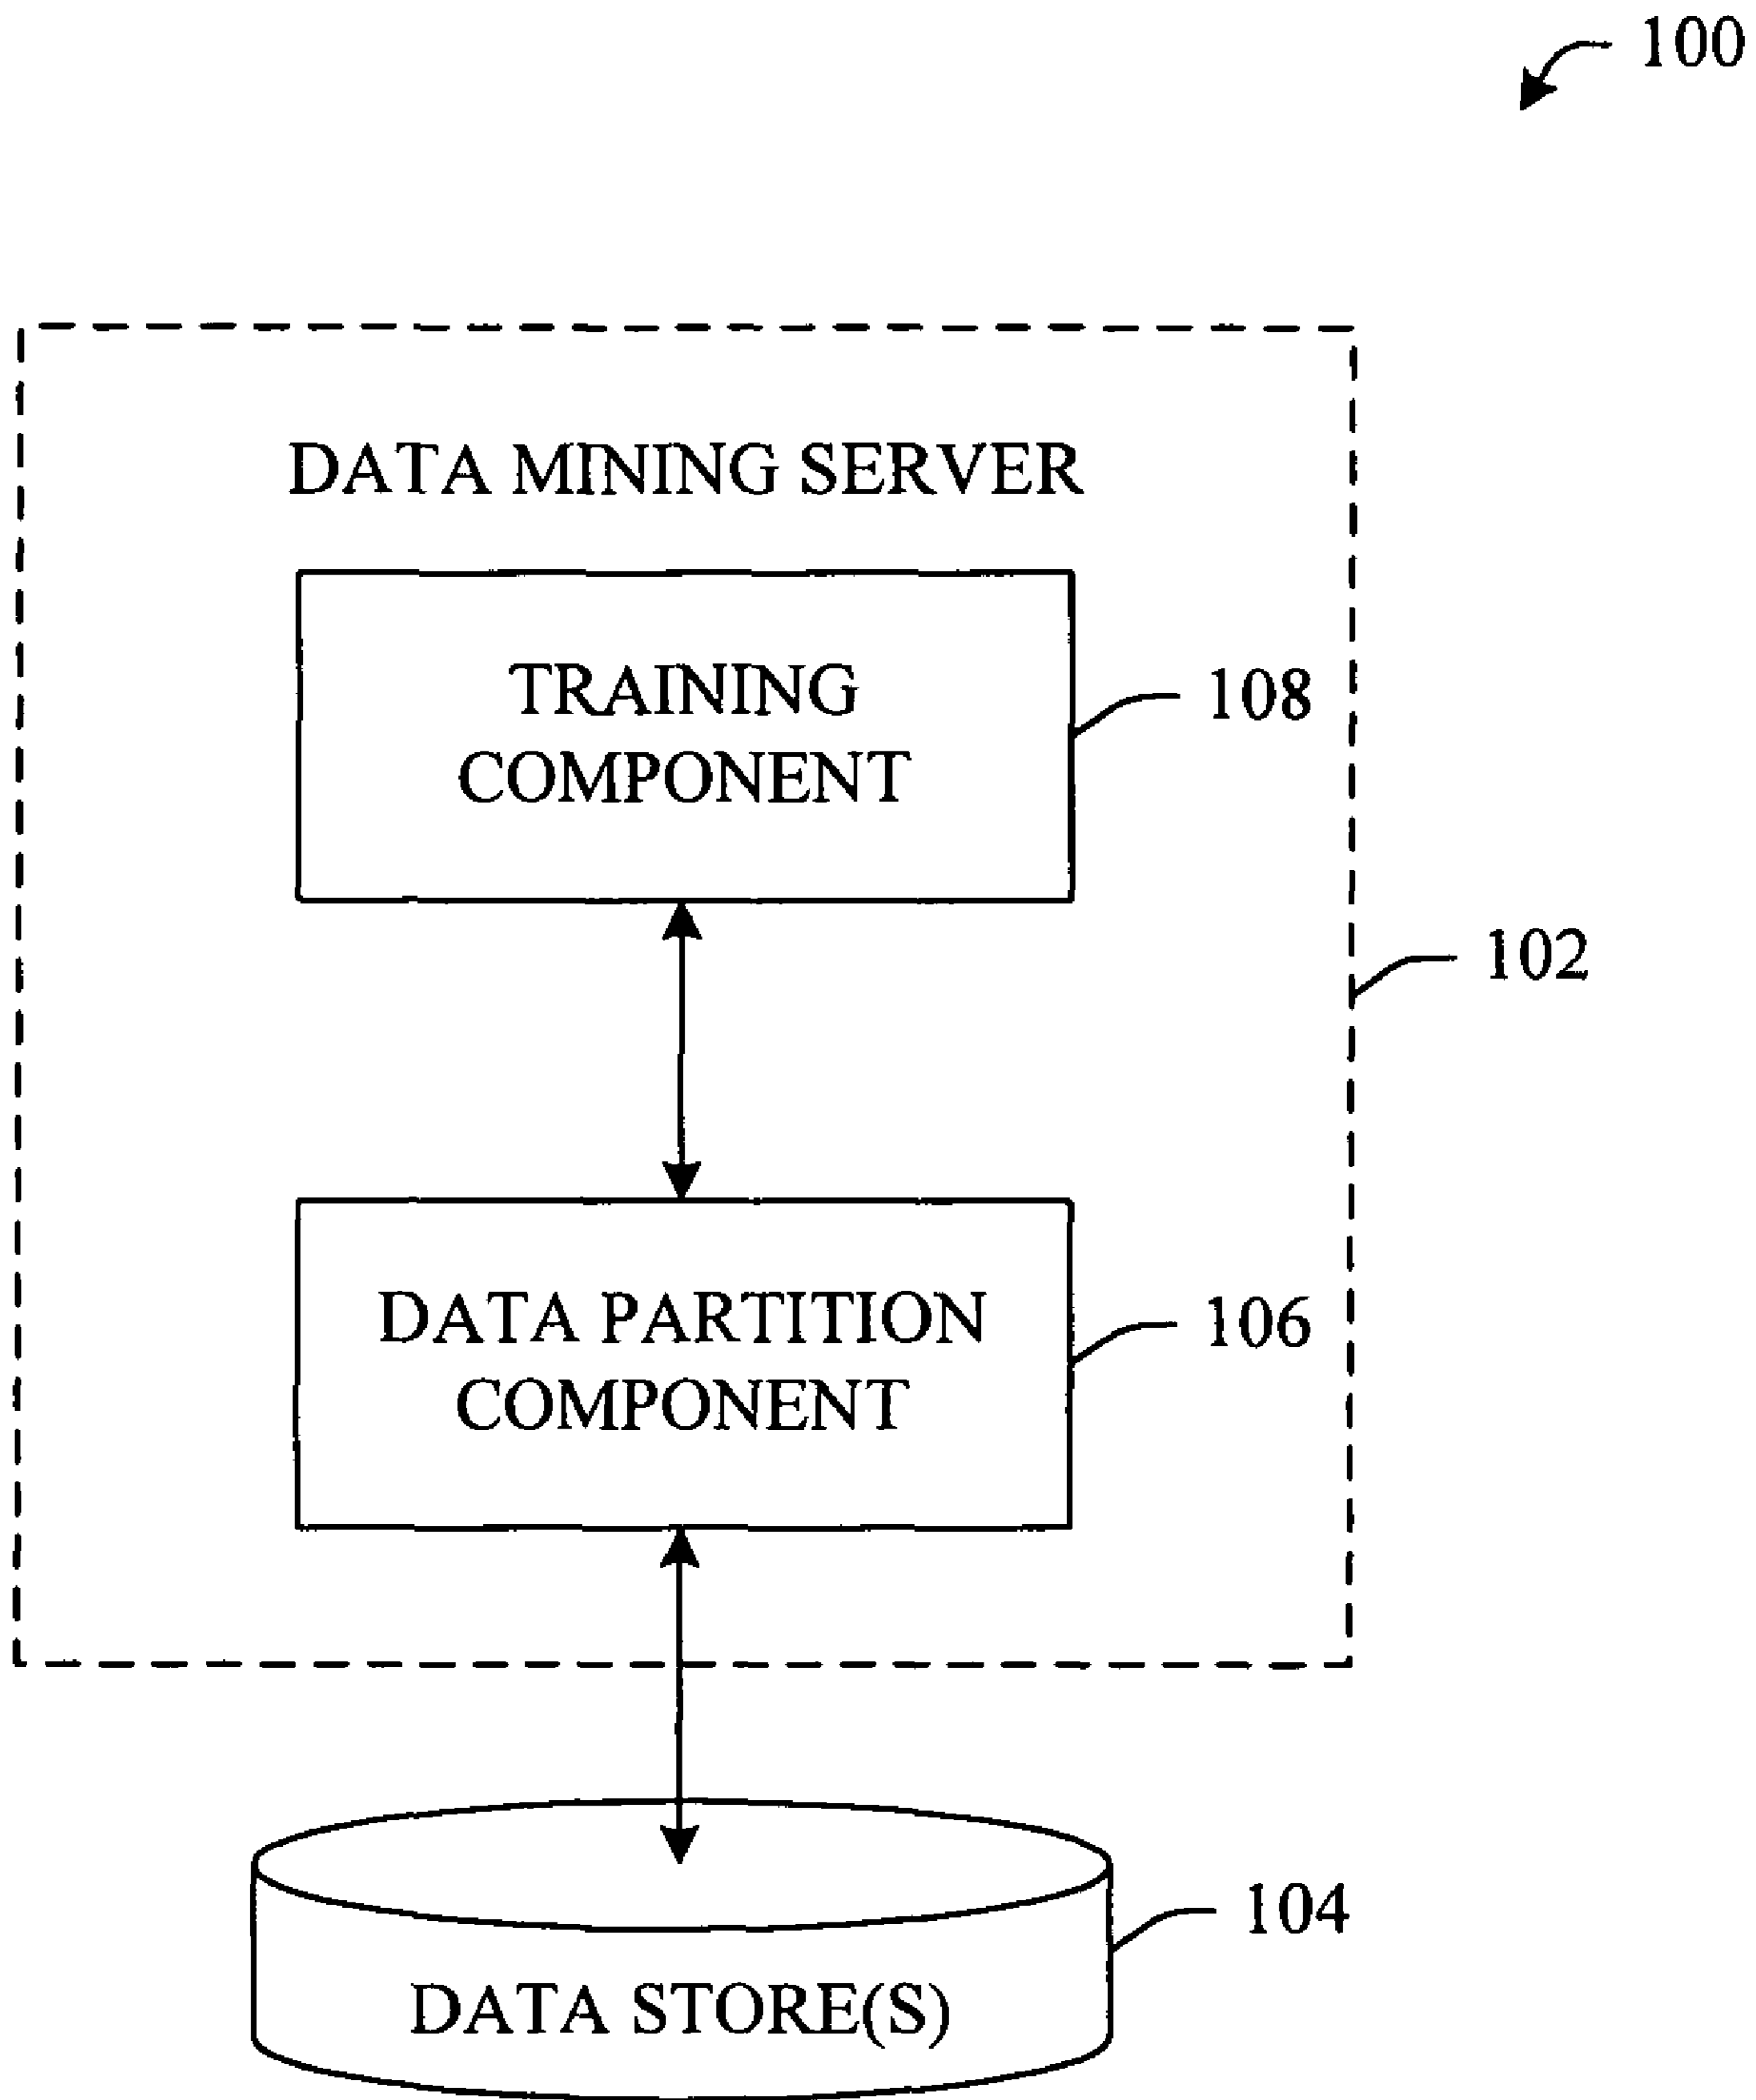 100
DATA MINING SERVER
TRAINING
COMPONENT
108
102
DATA PARTITION
COMPONENT
106
104
DATA STORE(S)